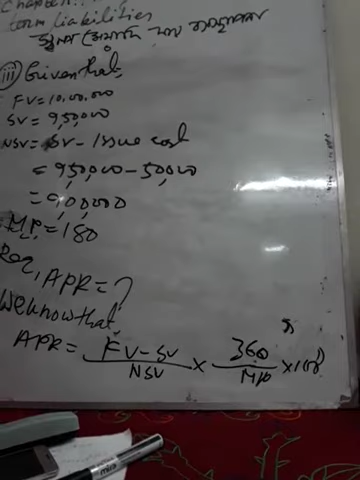 Chapter
term liabilities
(iii) Given that,
FV = 10,00,000
SV = 9,50,000
NSV = SV - Issue cost
= 950,000 - 50,000
= 9,00,000
MP = 180
Req, APR = ?
We know that,
APR = FV - SV / NSV × 360 / MP × 100